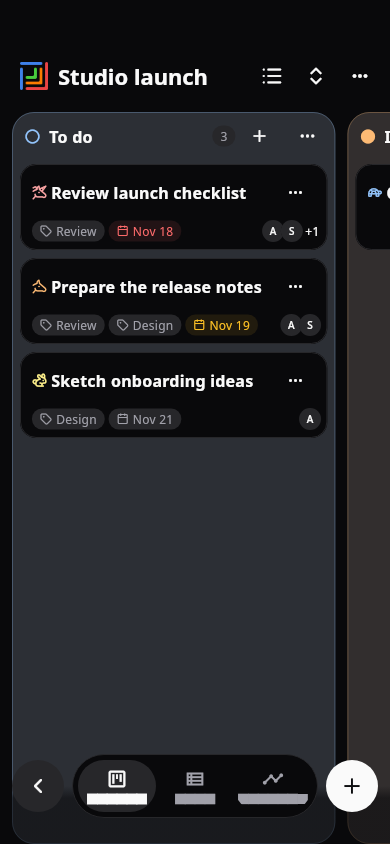 Studio launch
To do 3
Review launch checklist
Review Nov 18 A S +1
Prepare the release notes
Review Design Nov 19 A S
Sketch onboarding ideas
Design Nov 21 A